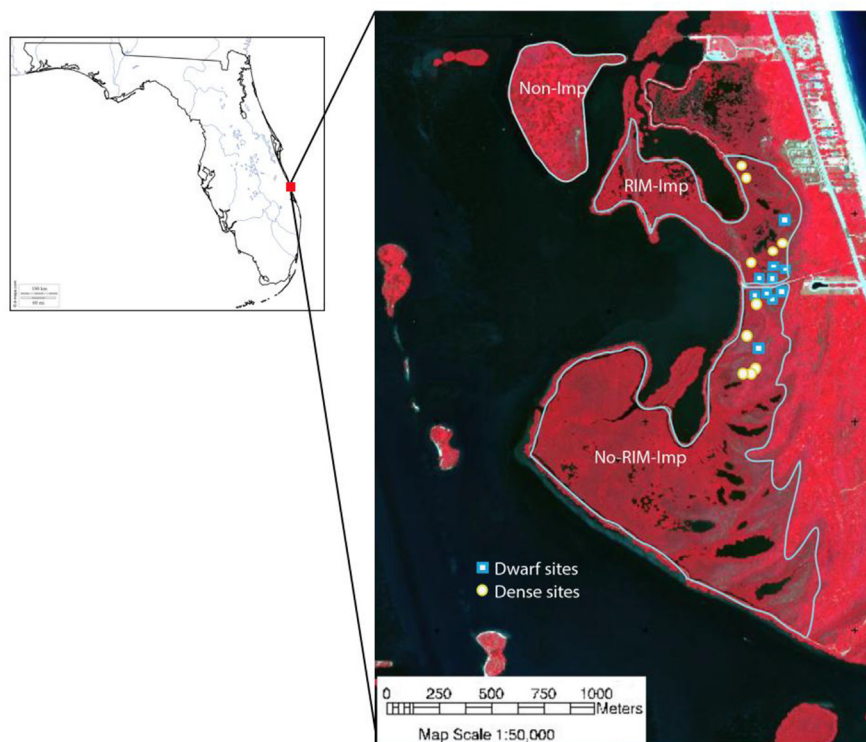 Non-Imp
RIM-Imp
No-RIM-Imp
Dwarf sites
Dense sites
0 250 500 750 1000
Meters
Map Scale 1:50,000